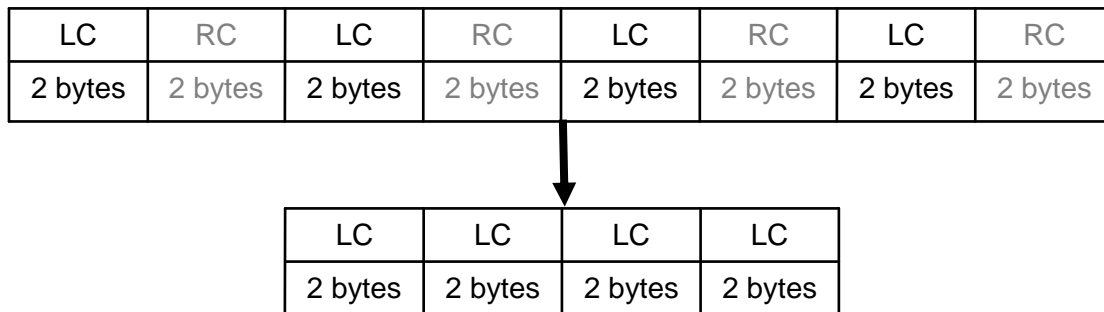 LC RC LC RC LC RC LC RC
2 bytes 2 bytes 2 bytes 2 bytes 2 bytes 2 bytes 2 bytes 2 bytes
LC LC LC LC
2 bytes 2 bytes 2 bytes 2 bytes